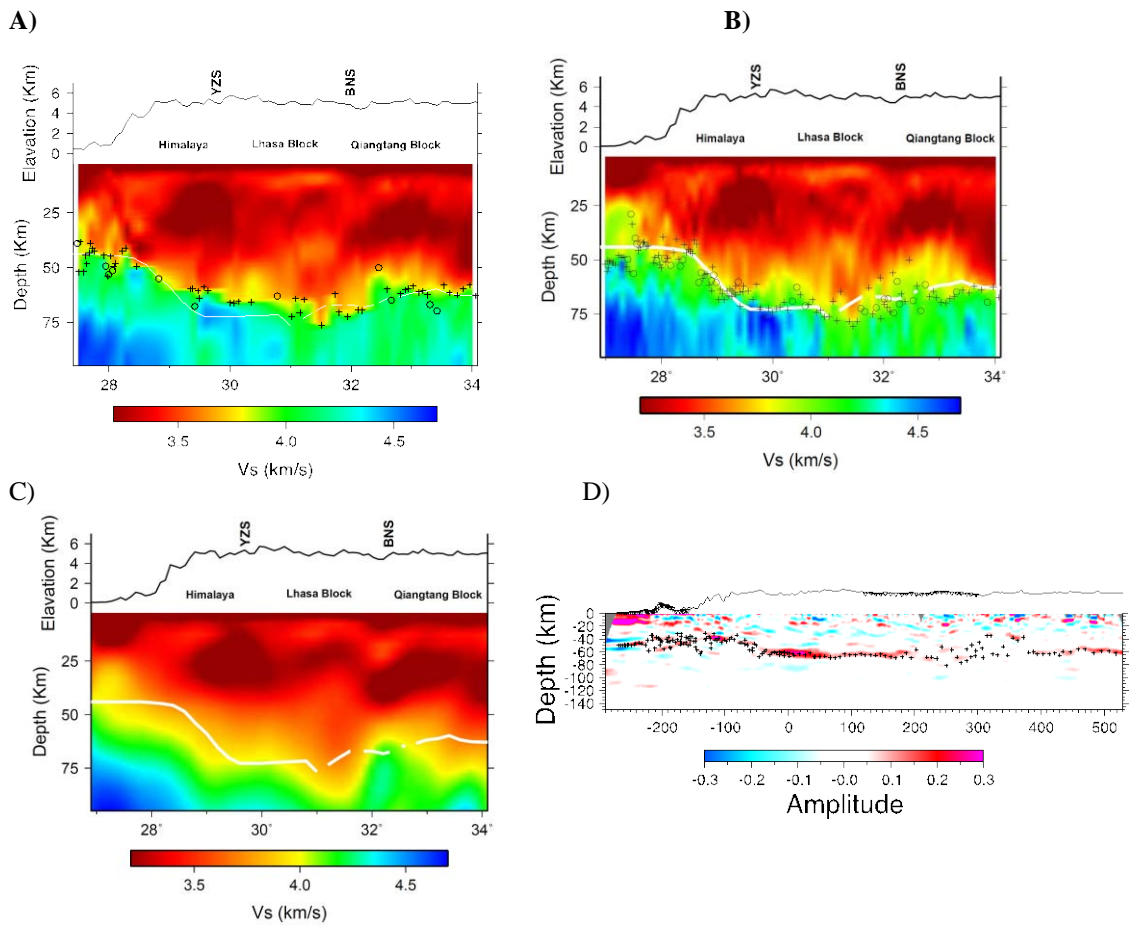 A)
Elavation (Km)
6
4
2
0
YZS
BNS
Himalaya
Lhasa Block
Qiangtang Block
Depth (Km)
25
50
75
28
30
32
34
3.5
4.0
4.5
Vs (km/s)
B)
Elevation (Km)
6
4
2
0
YZS
BNS
Himalaya
Lhasa Block
Qiangtang Block
Depth (Km)
25
50
75
28°
30°
32°
34°
3.5
4.0
4.5
Vs (km/s)
C)
Elevation (Km)
6
4
2
0
YZS
BNS
Himalaya
Lhasa Block
Qiangtang Block
Depth (Km)
25
50
75
28°
30°
32°
34°
3.5
4.0
4.5
Vs (km/s)
D)
Depth (km)
0
-20
-40
-60
-80
-100
-120
-140
-200
-100
0
100
200
300
400
500
-0.3
-0.2
-0.1
-0.0
0.1
0.2
0.3
Amplitude